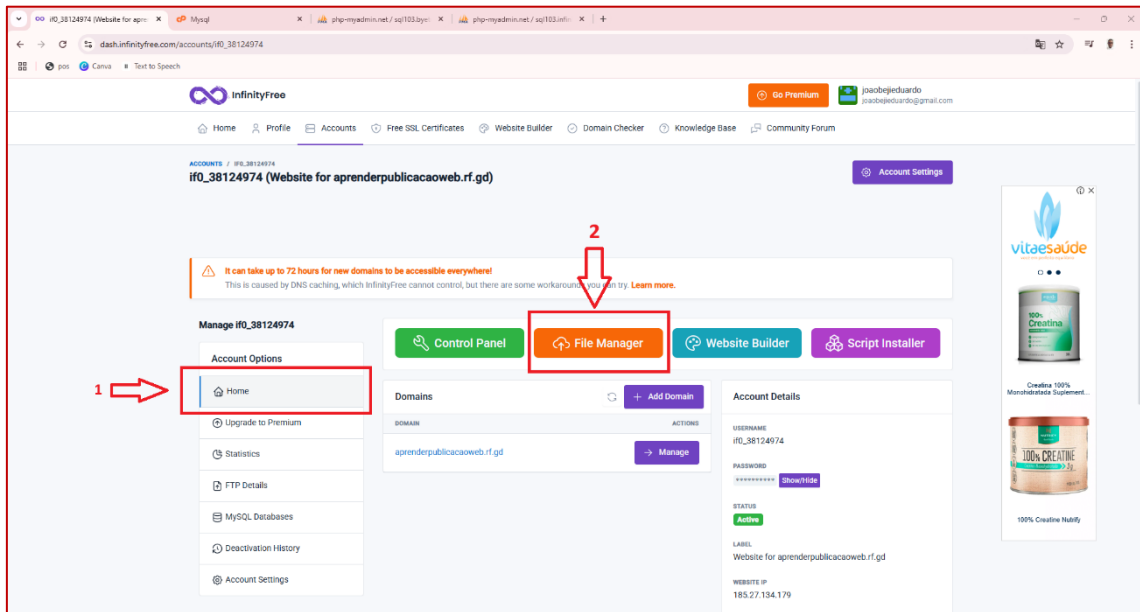 if0_38124974 (Website for apre
Mysql
php-myadmin.net / sql103.byet
php-myadmin.net / sql103.infin
dash.infinityfree.com/accounts/if0_38124974
pos
Canva
Text to Speech
InfinityFree
Go Premium
joaobejieduardo
joaobejieduardo@gmail.com
Home
Profile
Accounts
Free SSL Certificates
Website Builder
Domain Checker
Knowledge Base
Community Forum
ACCOUNTS / IF0_38124974
if0_38124974 (Website for aprenderpublicacaoweb.rf.gd)
Account Settings
2
It can take up to 72 hours for new domains to be accessible everywhere!
This is caused by DNS caching, which InfinityFree cannot control, but there are some workarounds you can try. Learn more.
Manage if0_38124974
Control Panel
File Manager
Website Builder
Script Installer
Account Options
1
Home
Upgrade to Premium
Statistics
FTP Details
MySQL Databases
Deactivation History
Account Settings
Domains
Add Domain
DOMAIN
ACTIONS
aprenderpublicacaoweb.rf.gd
Manage
Account Details
USERNAME
if0_38124974
PASSWORD
********** Show/Hide
STATUS
Active
LABEL
Website for aprenderpublicacaoweb.rf.gd
WEBSITE IP
185.27.134.179
vitaesaúde
100%
Creatina
Creatina 100%
Monohidratada Suplement...
100% CREATINE
100% Creatine Nutrify